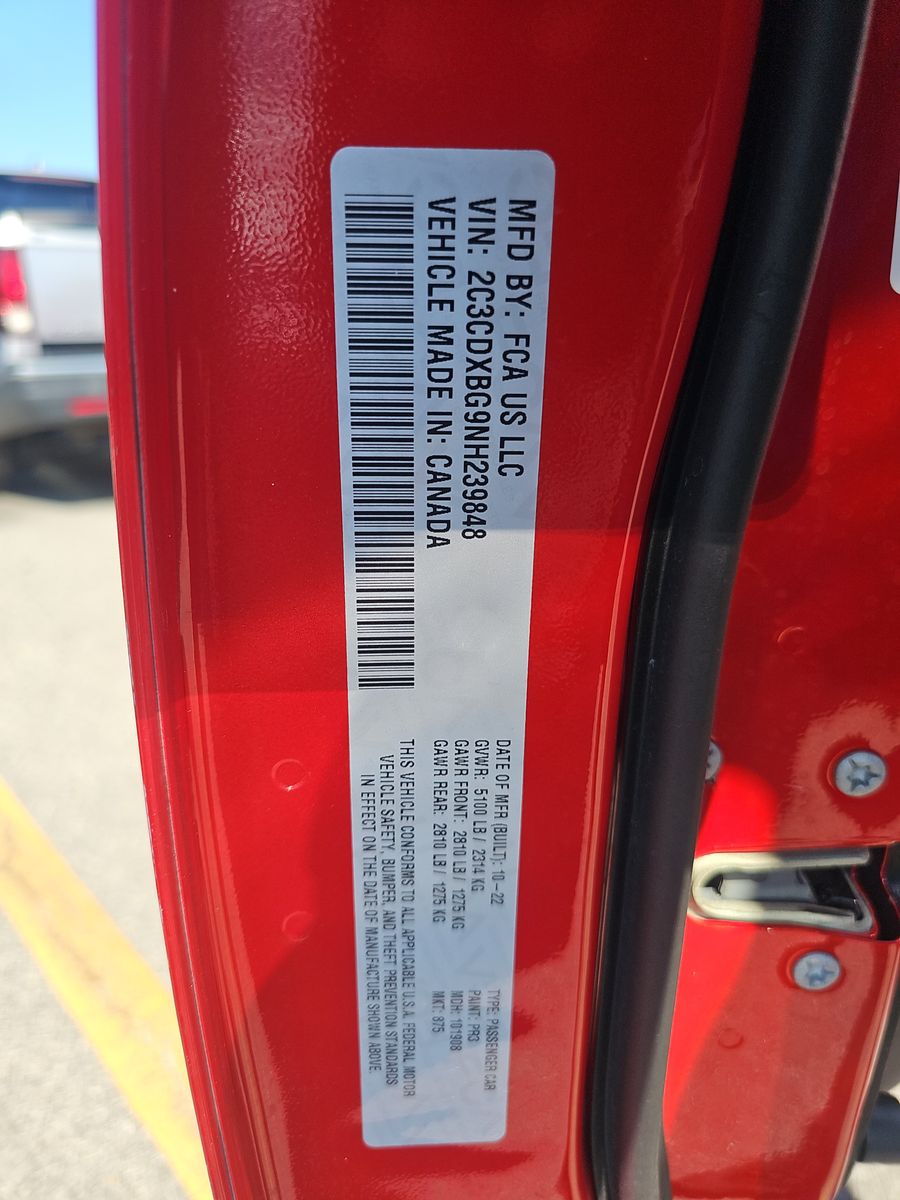 MFD BY: FCA US LLC
VIN: 2C3CDXBG9NH239848
VEHICLE MADE IN: CANADA
DATE OF MFR (BUILT): 10-22
GVWR: 5100 LB / 2314 KG
GAWR FRONT: 2810 LB / 1275 KG
GAWR REAR: 2810 LB / 1275 KG
THIS VEHICLE CONFORMS TO ALL APPLICABLE U.S.A. FEDERAL MOTOR
VEHICLE SAFETY, BUMPER, AND THEFT PREVENTION STANDARDS
IN EFFECT ON THE DATE OF MANUFACTURE SHOWN ABOVE.
TYPE: PASSENGER CAR
PAINT: PR3
MDH: 101908
MKT: 875